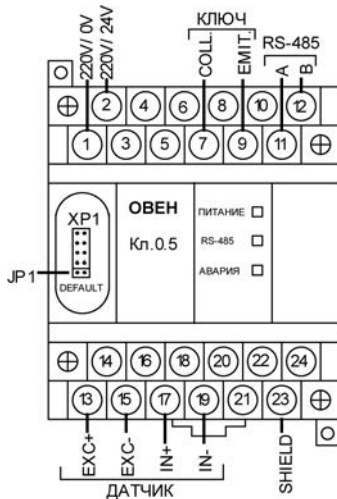 КЛЮЧ
220V/ 0V
220V/ 24V
COLL.
EMIT.
RS-485
A
B
2
4
6
8
10
12
1
3
5
7
9
11
XP1
JP1
DEFAULT
ОВЕН
Кл.0.5
ПИТАНИЕ
RS-485
АВАРИЯ
14
16
18
20
22
24
13
15
17
19
21
23
EXC+
EXC-
IN+
IN-
SHIELD
ДАТЧИК